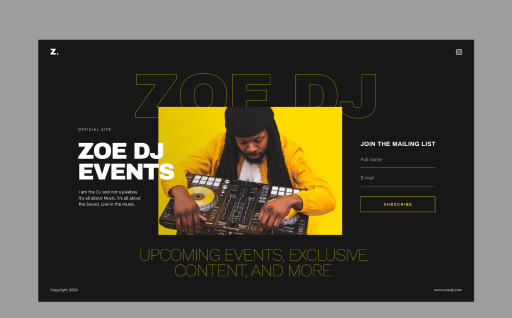 Z.
ZOE DJ
OFFICIAL SITE
ZOE DJ
EVENTS
I am the DJ and not a jukebox.
It's all about Music, it's all about
the Sound. Live in the music.
JOIN THE MAILING LIST
Full name
E-mail
SUBSCRIBE
UPCOMING EVENTS, EXCLUSIVE
CONTENT, AND MORE
Copyright 2020
www.zoedj.com